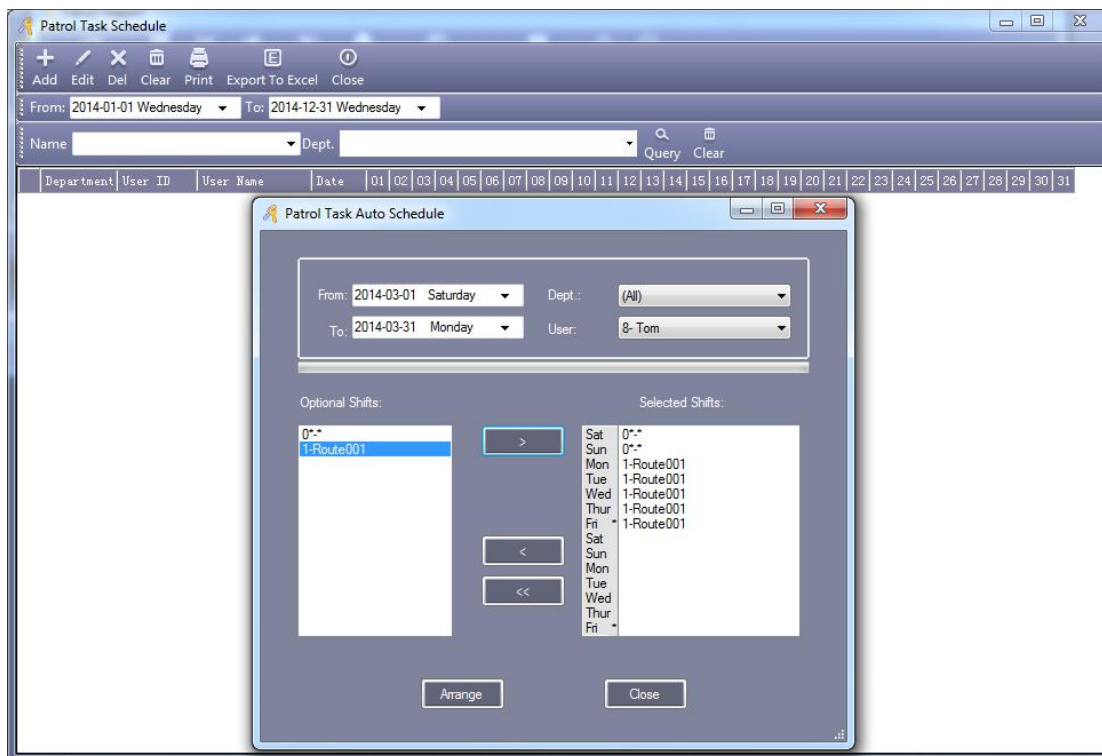 Patrol Task Schedule
Add Edit Del Clear Print Export To Excel Close
From: 2014-01-01 Wednesday To: 2014-12-31 Wednesday
Name Dept. Query Clear
Department User ID User Name Date 01 02 03 04 05 06 07 08 09 10 11 12 13 14 15 16 17 18 19 20 21 22 23 24 25 26 27 28 29 30 31
Patrol Task Auto Schedule
From: 2014-03-01 Saturday Dept.: (All)
To: 2014-03-31 Monday User: 8- Tom
Optional Shifts: Selected Shifts:
0*-*
1-Route001
>
<
<<
Sat 0*-*
Sun 0*-*
Mon 1-Route001
Tue 1-Route001
Wed 1-Route001
Thur 1-Route001
Fri * 1-Route001
Sat
Sun
Mon
Tue
Wed
Thur
Fri *
Arrange Close